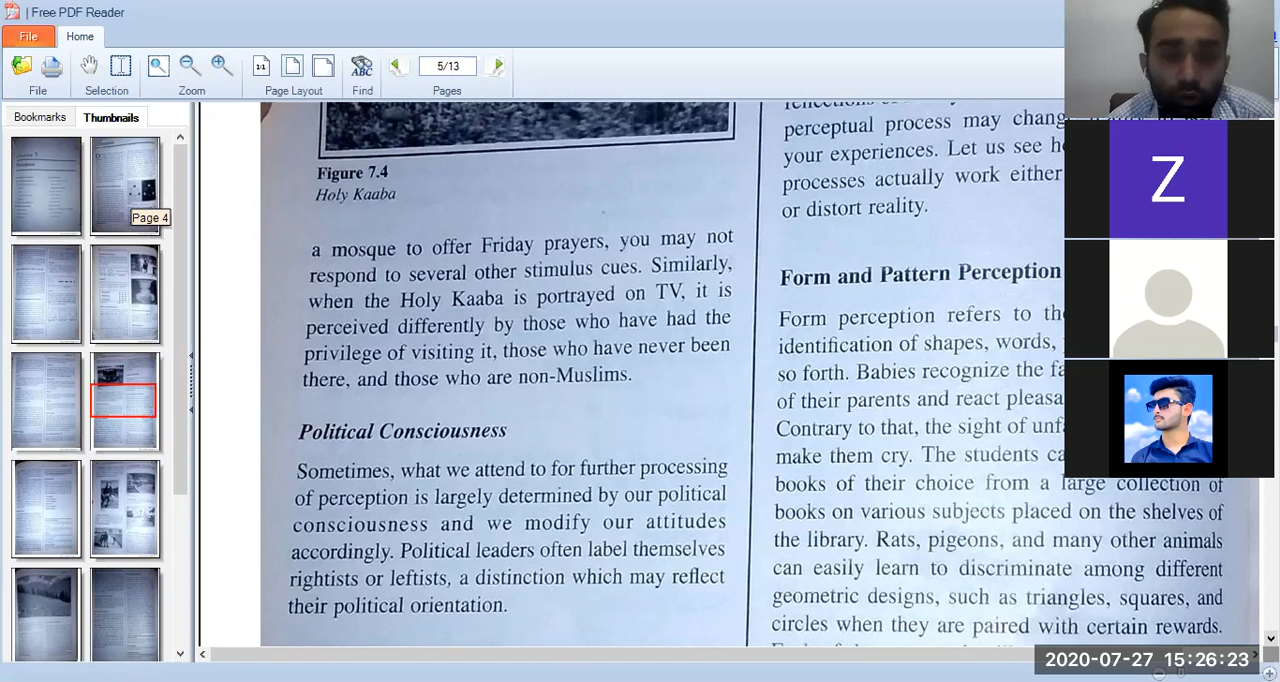 | Free PDF Reader
File
Home
File
Selection
Zoom
Page Layout
ABC
Find
5/13
Pages
Bookmarks
Thumbnails
Page 4
Figure 7.4
Holy Kaaba
a mosque to offer Friday prayers, you may not
respond to several other stimulus cues. Similarly,
when the Holy Kaaba is portrayed on TV, it is
perceived differently by those who have had the
privilege of visiting it, those who have never been
there, and those who are non-Muslims.
Political Consciousness
Sometimes, what we attend to for further processing
of perception is largely determined by our political
consciousness and we modify our attitudes
accordingly. Political leaders often label themselves
rightists or leftists, a distinction which may reflect
their political orientation.
perceptual process may chang
your experiences. Let us see h
processes actually work either
or distort reality.
Form and Pattern Perception
Form perception refers to th
identification of shapes, words,
so forth. Babies recognize the fa
of their parents and react pleasa
Contrary to that, the sight of unf
make them cry. The students ca
books of their choice from a large collection of
books on various subjects placed on the shelves of
the library. Rats, pigeons, and many other animals
can easily learn to discriminate among different
geometric designs, such as triangles, squares, and
circles when they are paired with certain rewards.
Z
2020-07-27 15:26:23